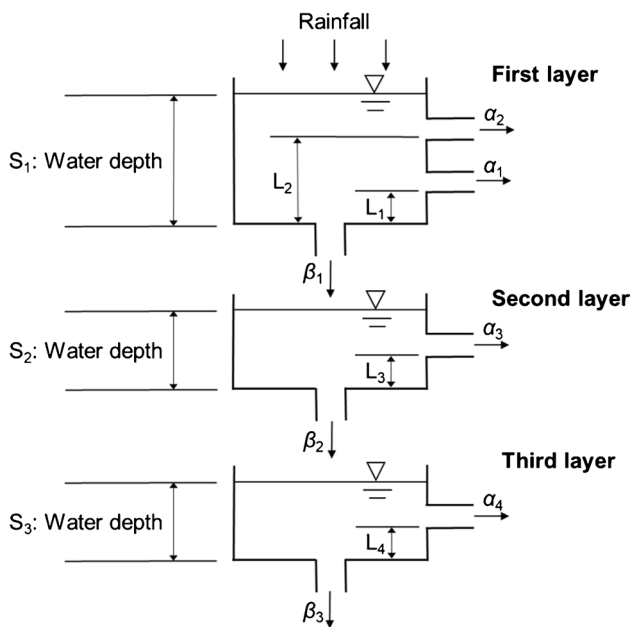 Rainfall
First layer
α2
S1: Water depth
L2
α1
L1
β1
Second layer
α3
S2: Water depth
L3
β2
Third layer
α4
S3: Water depth
L4
β3